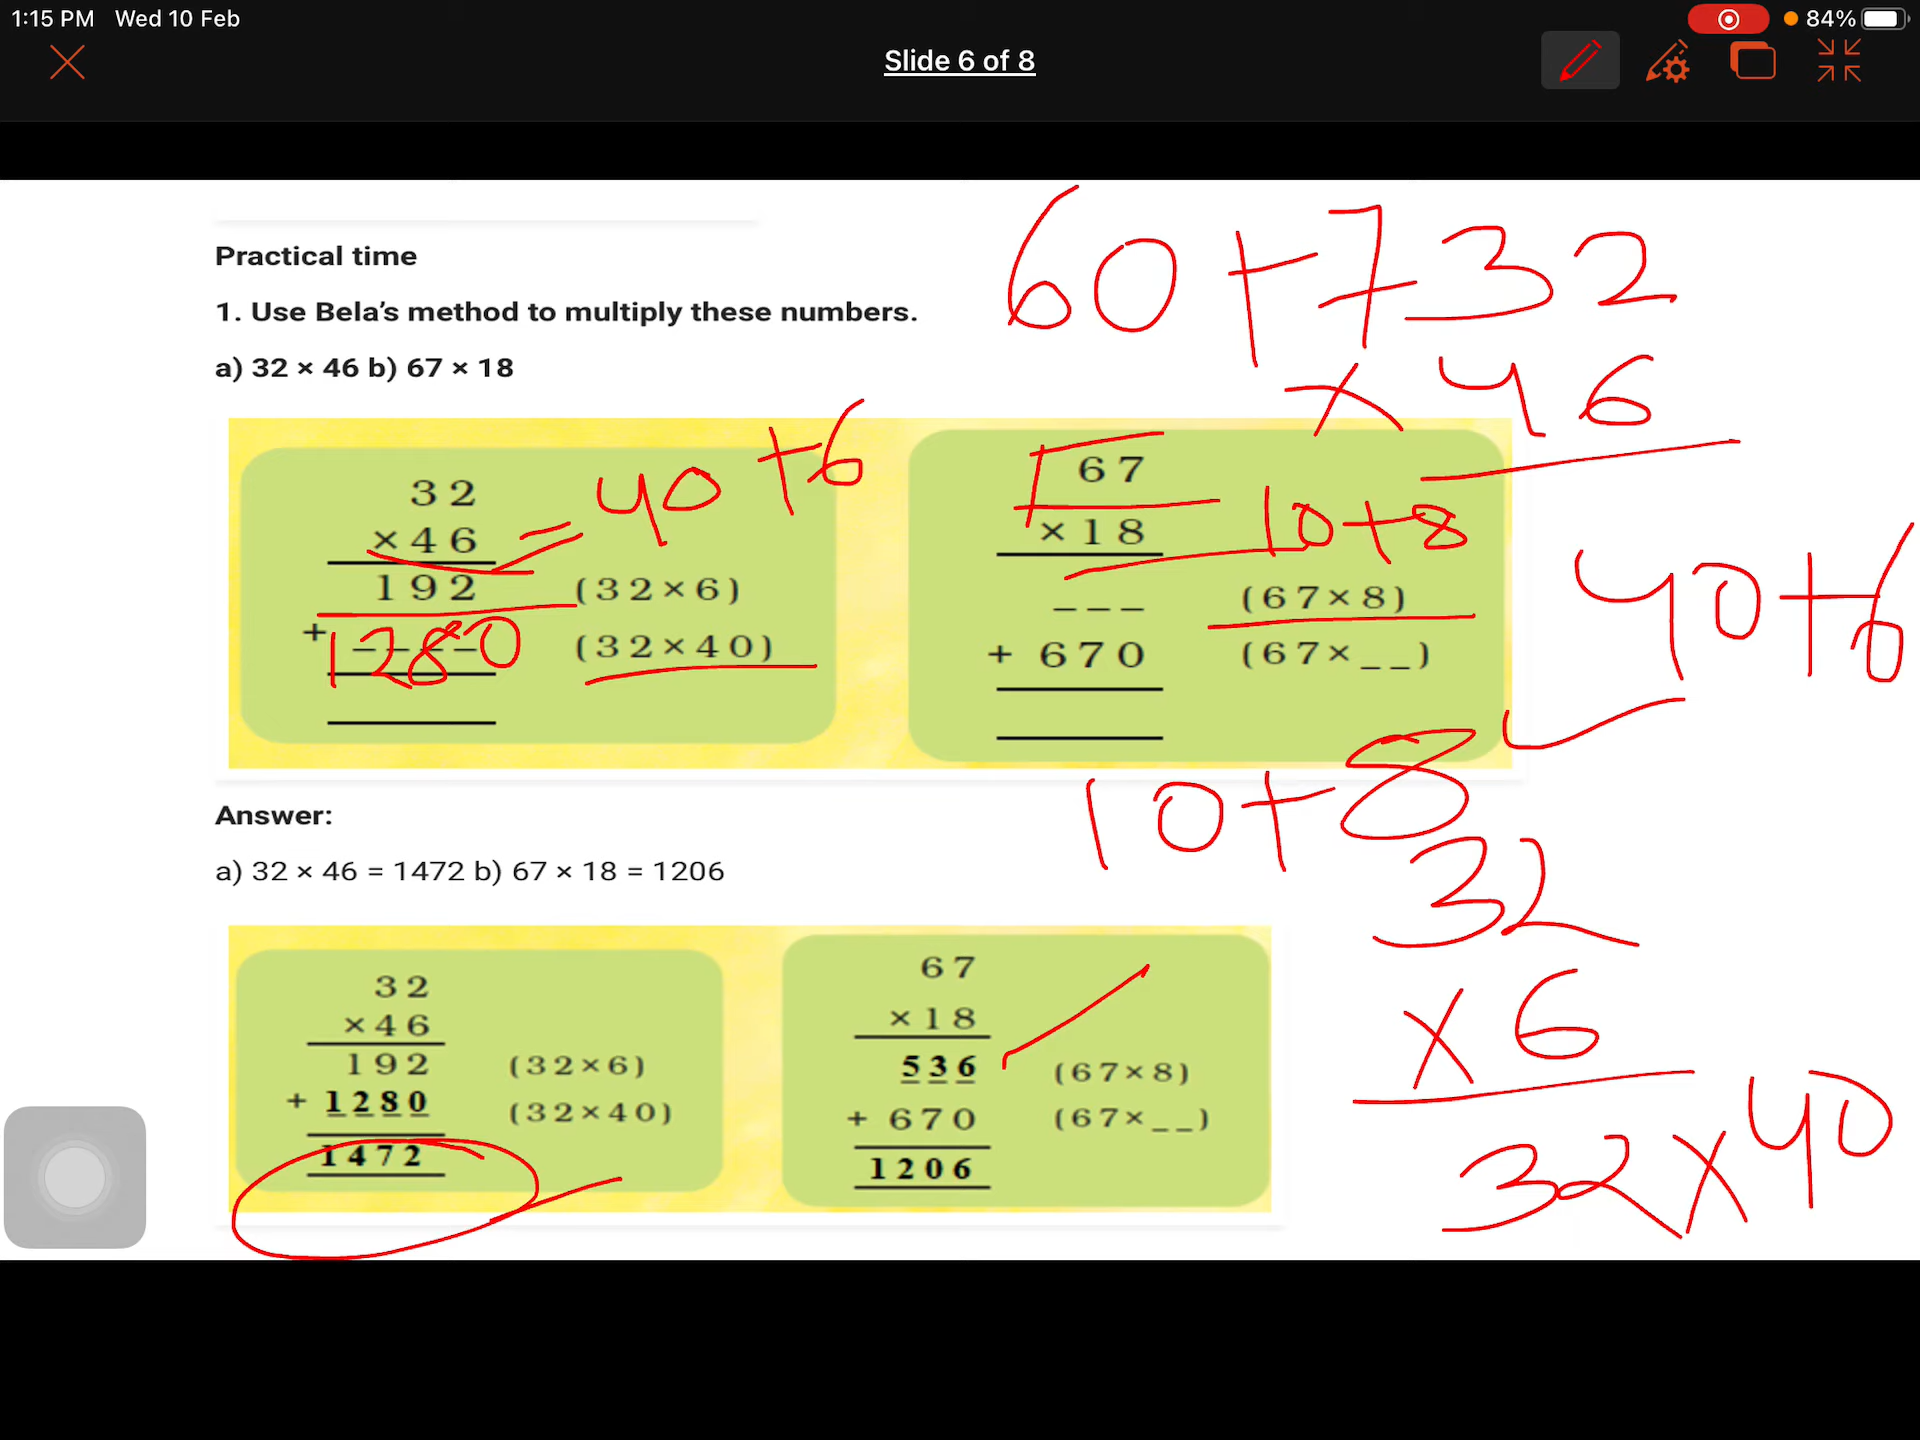 1:15 PM Wed 10 Feb
84%
Slide 6 of 8
Practical time
1. Use Bela's method to multiply these numbers.
a) 32 × 46 b) 67 × 18
60+7
32
× 46
40+6
32
× 46 = 40+6
192 (32×6)
+ 1280 (32×40)
67
×18 10+8
_ _ _ (67×8)
+ 670 (67×_ _)
10+8
32
× 6
32×40
Answer:
a) 32 × 46 = 1472 b) 67 × 18 = 1206
32
×46
192 (32×6)
+ 1280 (32×40)
1472
67
×18
536 (67×8)
+ 670 (67×_ _)
1206